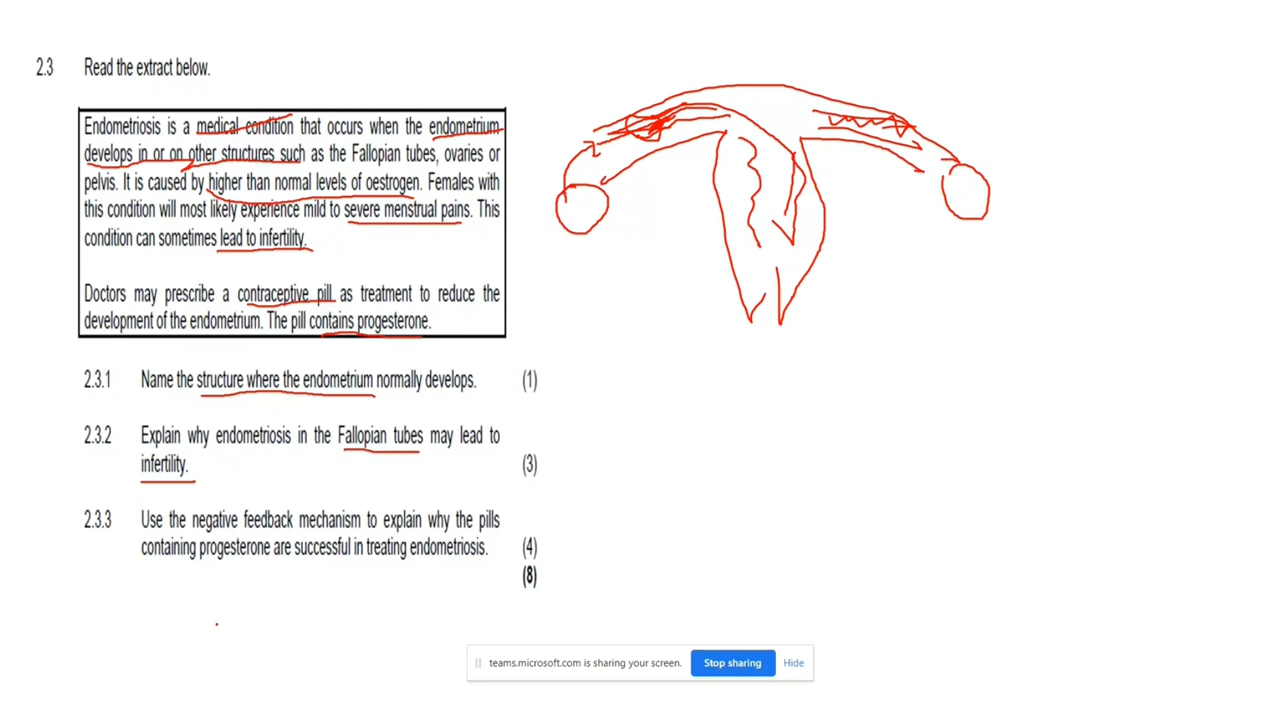 2.3 Read the extract below.
Endometriosis is a medical condition that occurs when the endometrium
develops in or on other structures such as the Fallopian tubes, ovaries or
pelvis. It is caused by higher than normal levels of oestrogen. Females with
this condition will most likely experience mild to severe menstrual pains. This
condition can sometimes lead to infertility.
Doctors may prescribe a contraceptive pill as treatment to reduce the
development of the endometrium. The pill contains progesterone.
2.3.1 Name the structure where the endometrium normally develops. (1)
2.3.2 Explain why endometriosis in the Fallopian tubes may lead to
infertility. (3)
2.3.3 Use the negative feedback mechanism to explain why the pills
containing progesterone are successful in treating endometriosis. (4)
(8)
teams.microsoft.com is sharing your screen. Stop sharing Hide